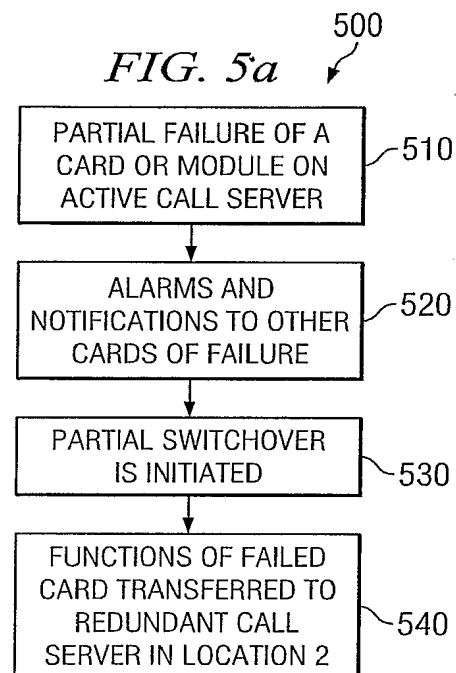 500
FIG. 5a
PARTIAL FAILURE OF A
CARD OR MODULE ON
ACTIVE CALL SERVER
510
ALARMS AND
NOTIFICATIONS TO OTHER
CARDS OF FAILURE
520
PARTIAL SWITCHOVER
IS INITIATED
530
FUNCTIONS OF FAILED
CARD TRANSFERRED TO
REDUNDANT CALL
SERVER IN LOCATION 2
540